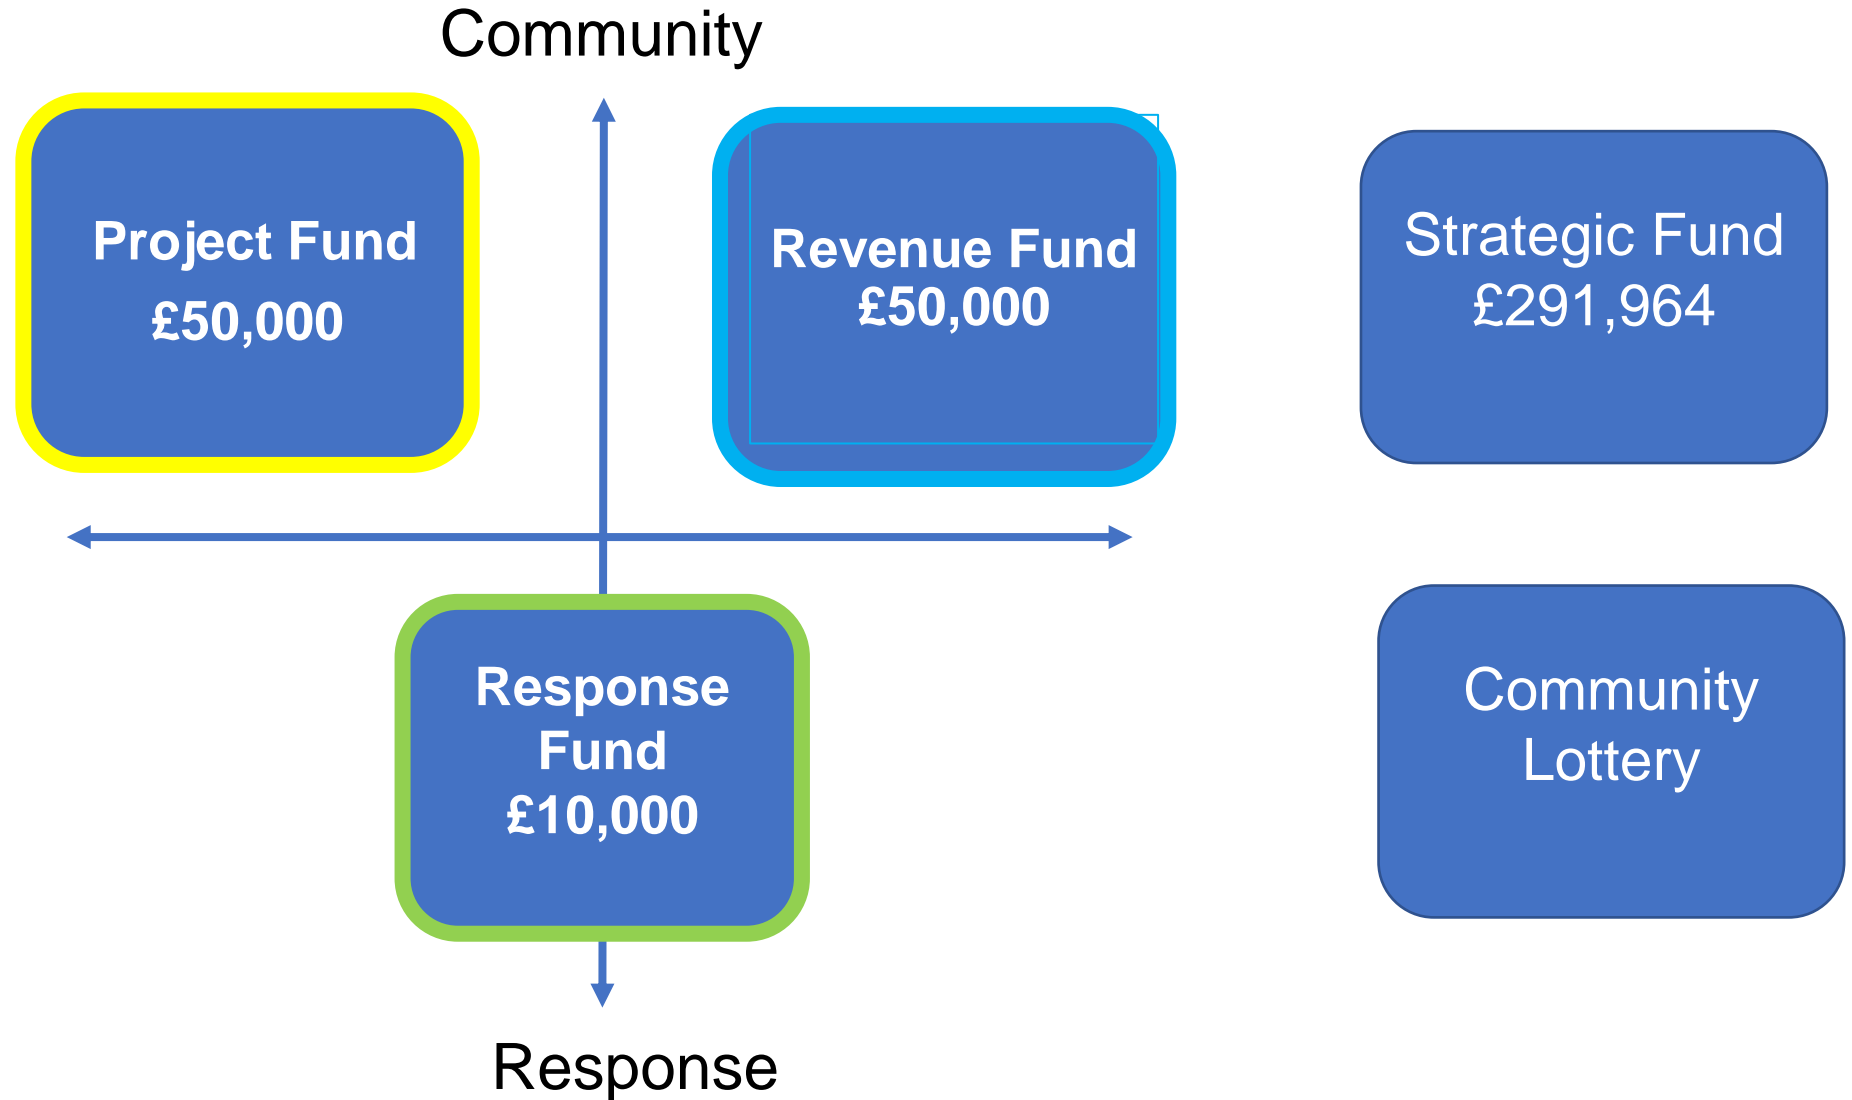 Community
Project Fund
£50,000
Revenue Fund
£50,000
Strategic Fund
£291,964
Response
Fund
£10,000
Community
Lottery
Response